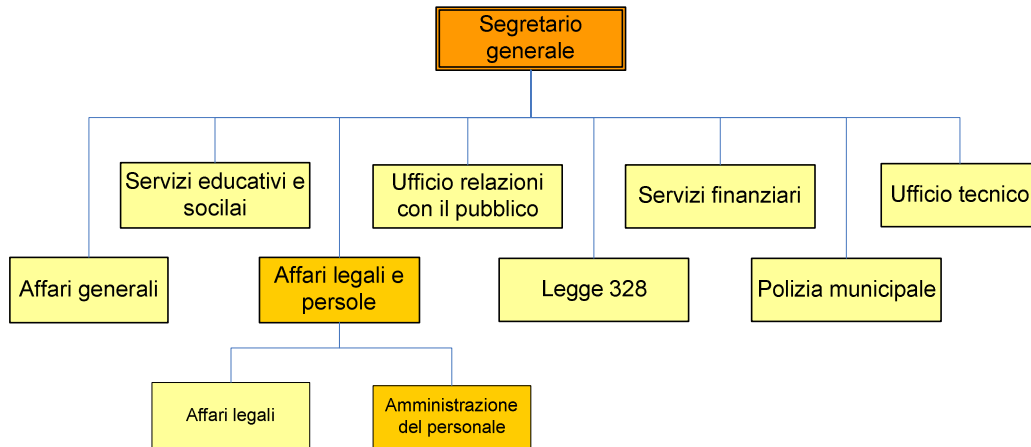 Segretario
generale
Servizi educativi e
socilai
Ufficio relazioni
con il pubblico
Servizi finanziari
Ufficio tecnico
Affari generali
Affari legali e
persole
Legge 328
Polizia municipale
Affari legali
Amministrazione
del personale